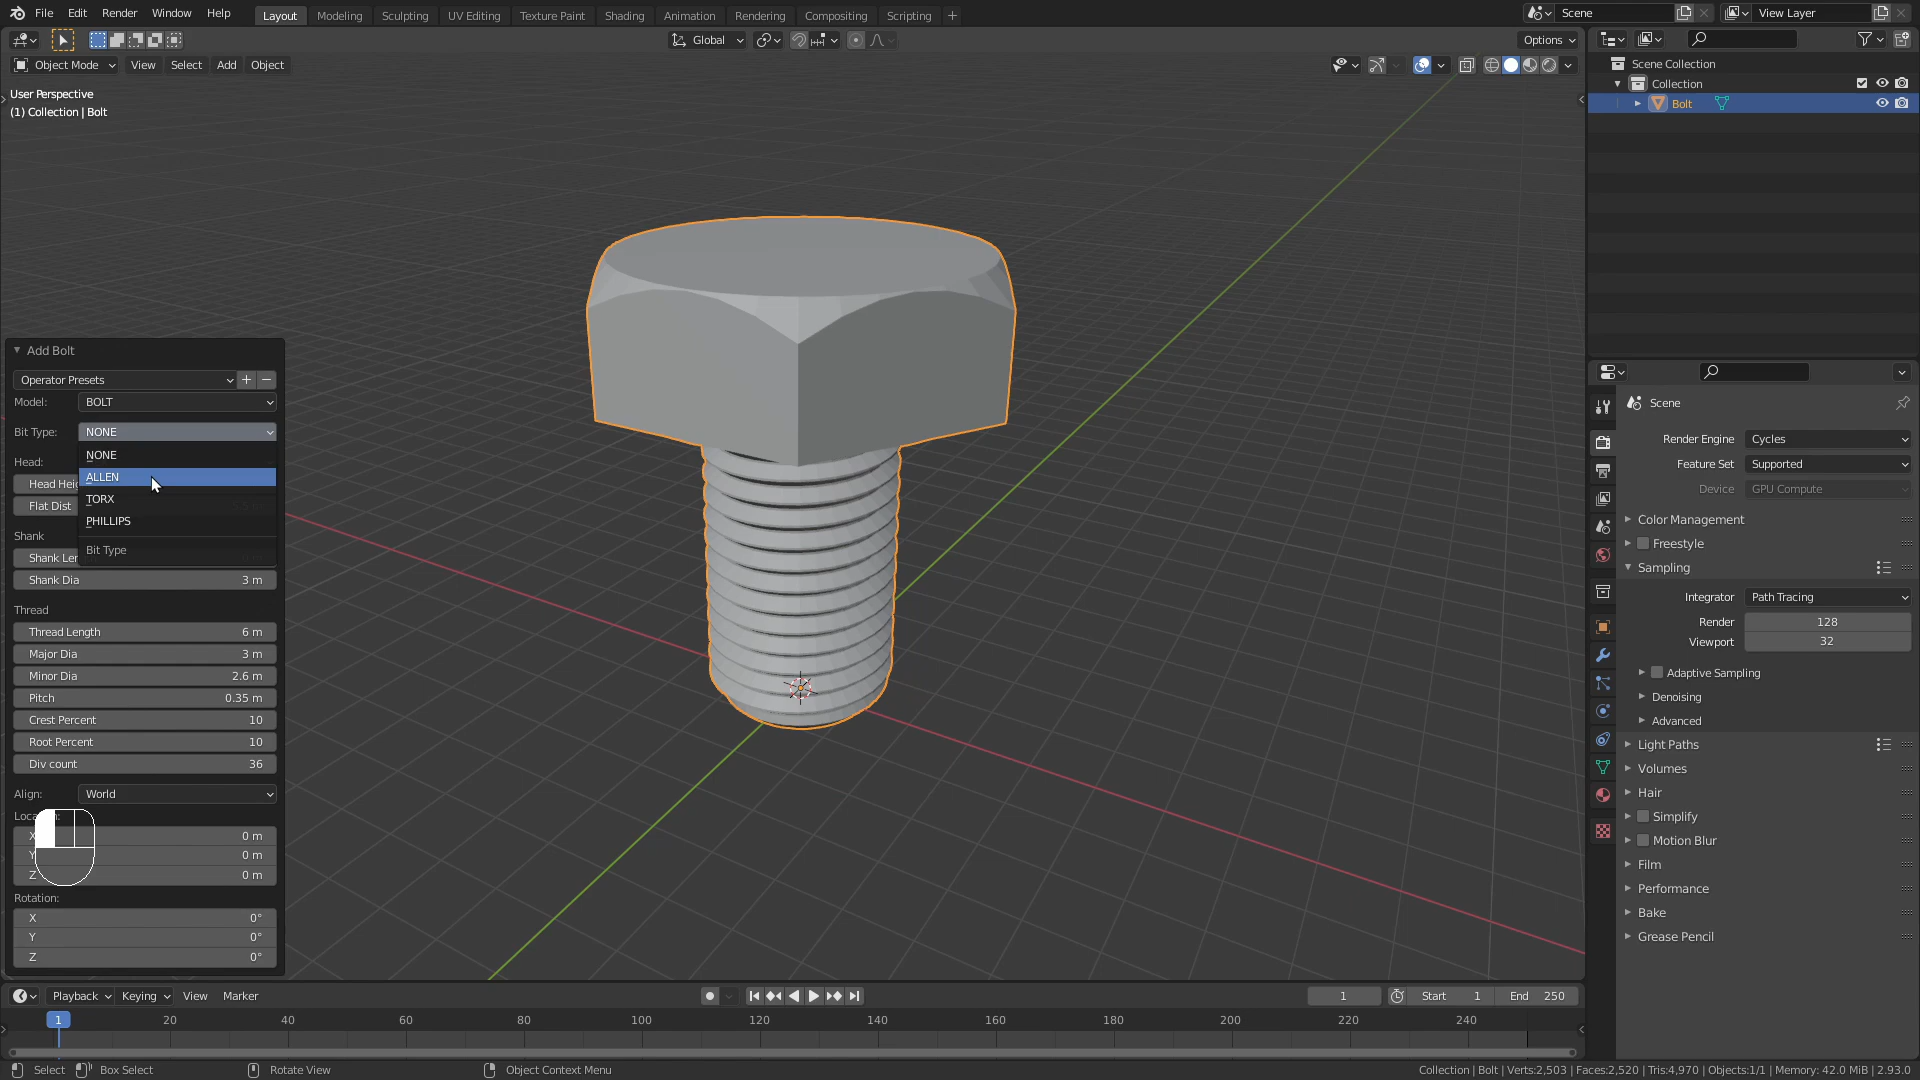 File Edit Render Window Help
Layout Modeling Sculpting UV Editing Texture Paint Shading Animation Rendering Compositing Scripting +
Scene
View Layer
Global
Options
Object Mode View Select Add Object
User Perspective
(1) Collection | Bolt
Scene Collection
Collection
Bolt
Add Bolt
Operator Presets
Model: BOLT
Bit Type: NONE
NONE
ALLEN
TORX
PHILLIPS
Bit Type
Head:
Head Hei
Flat Dist
Shank
Shank Len
Shank Dia 3 m
Thread
Thread Length 6 m
Major Dia 3 m
Minor Dia 2.6 m
Pitch 0.35 m
Crest Percent 10
Root Percent 10
Div count 36
Align: World
X 0 m
Y 0 m
Z 0 m
Rotation:
X 0°
Y 0°
Z 0°
Scene
Render Engine Cycles
Feature Set Supported
Device GPU Compute
Color Management
Freestyle
Sampling
Integrator Path Tracing
Render 128
Viewport 32
Adaptive Sampling
Denoising
Advanced
Light Paths
Volumes
Hair
Simplify
Motion Blur
Film
Performance
Bake
Grease Pencil
Playback Keying View Marker
1
Start 1
End 250
1 20 40 60 80 100 120 140 160 180 200 220 240
Select Box Select Rotate View Object Context Menu
Collection | Bolt | Verts:2,503 | Faces:2,520 | Tris:4,970 | Objects:1/1 | Memory: 42.0 MiB | 2.93.0